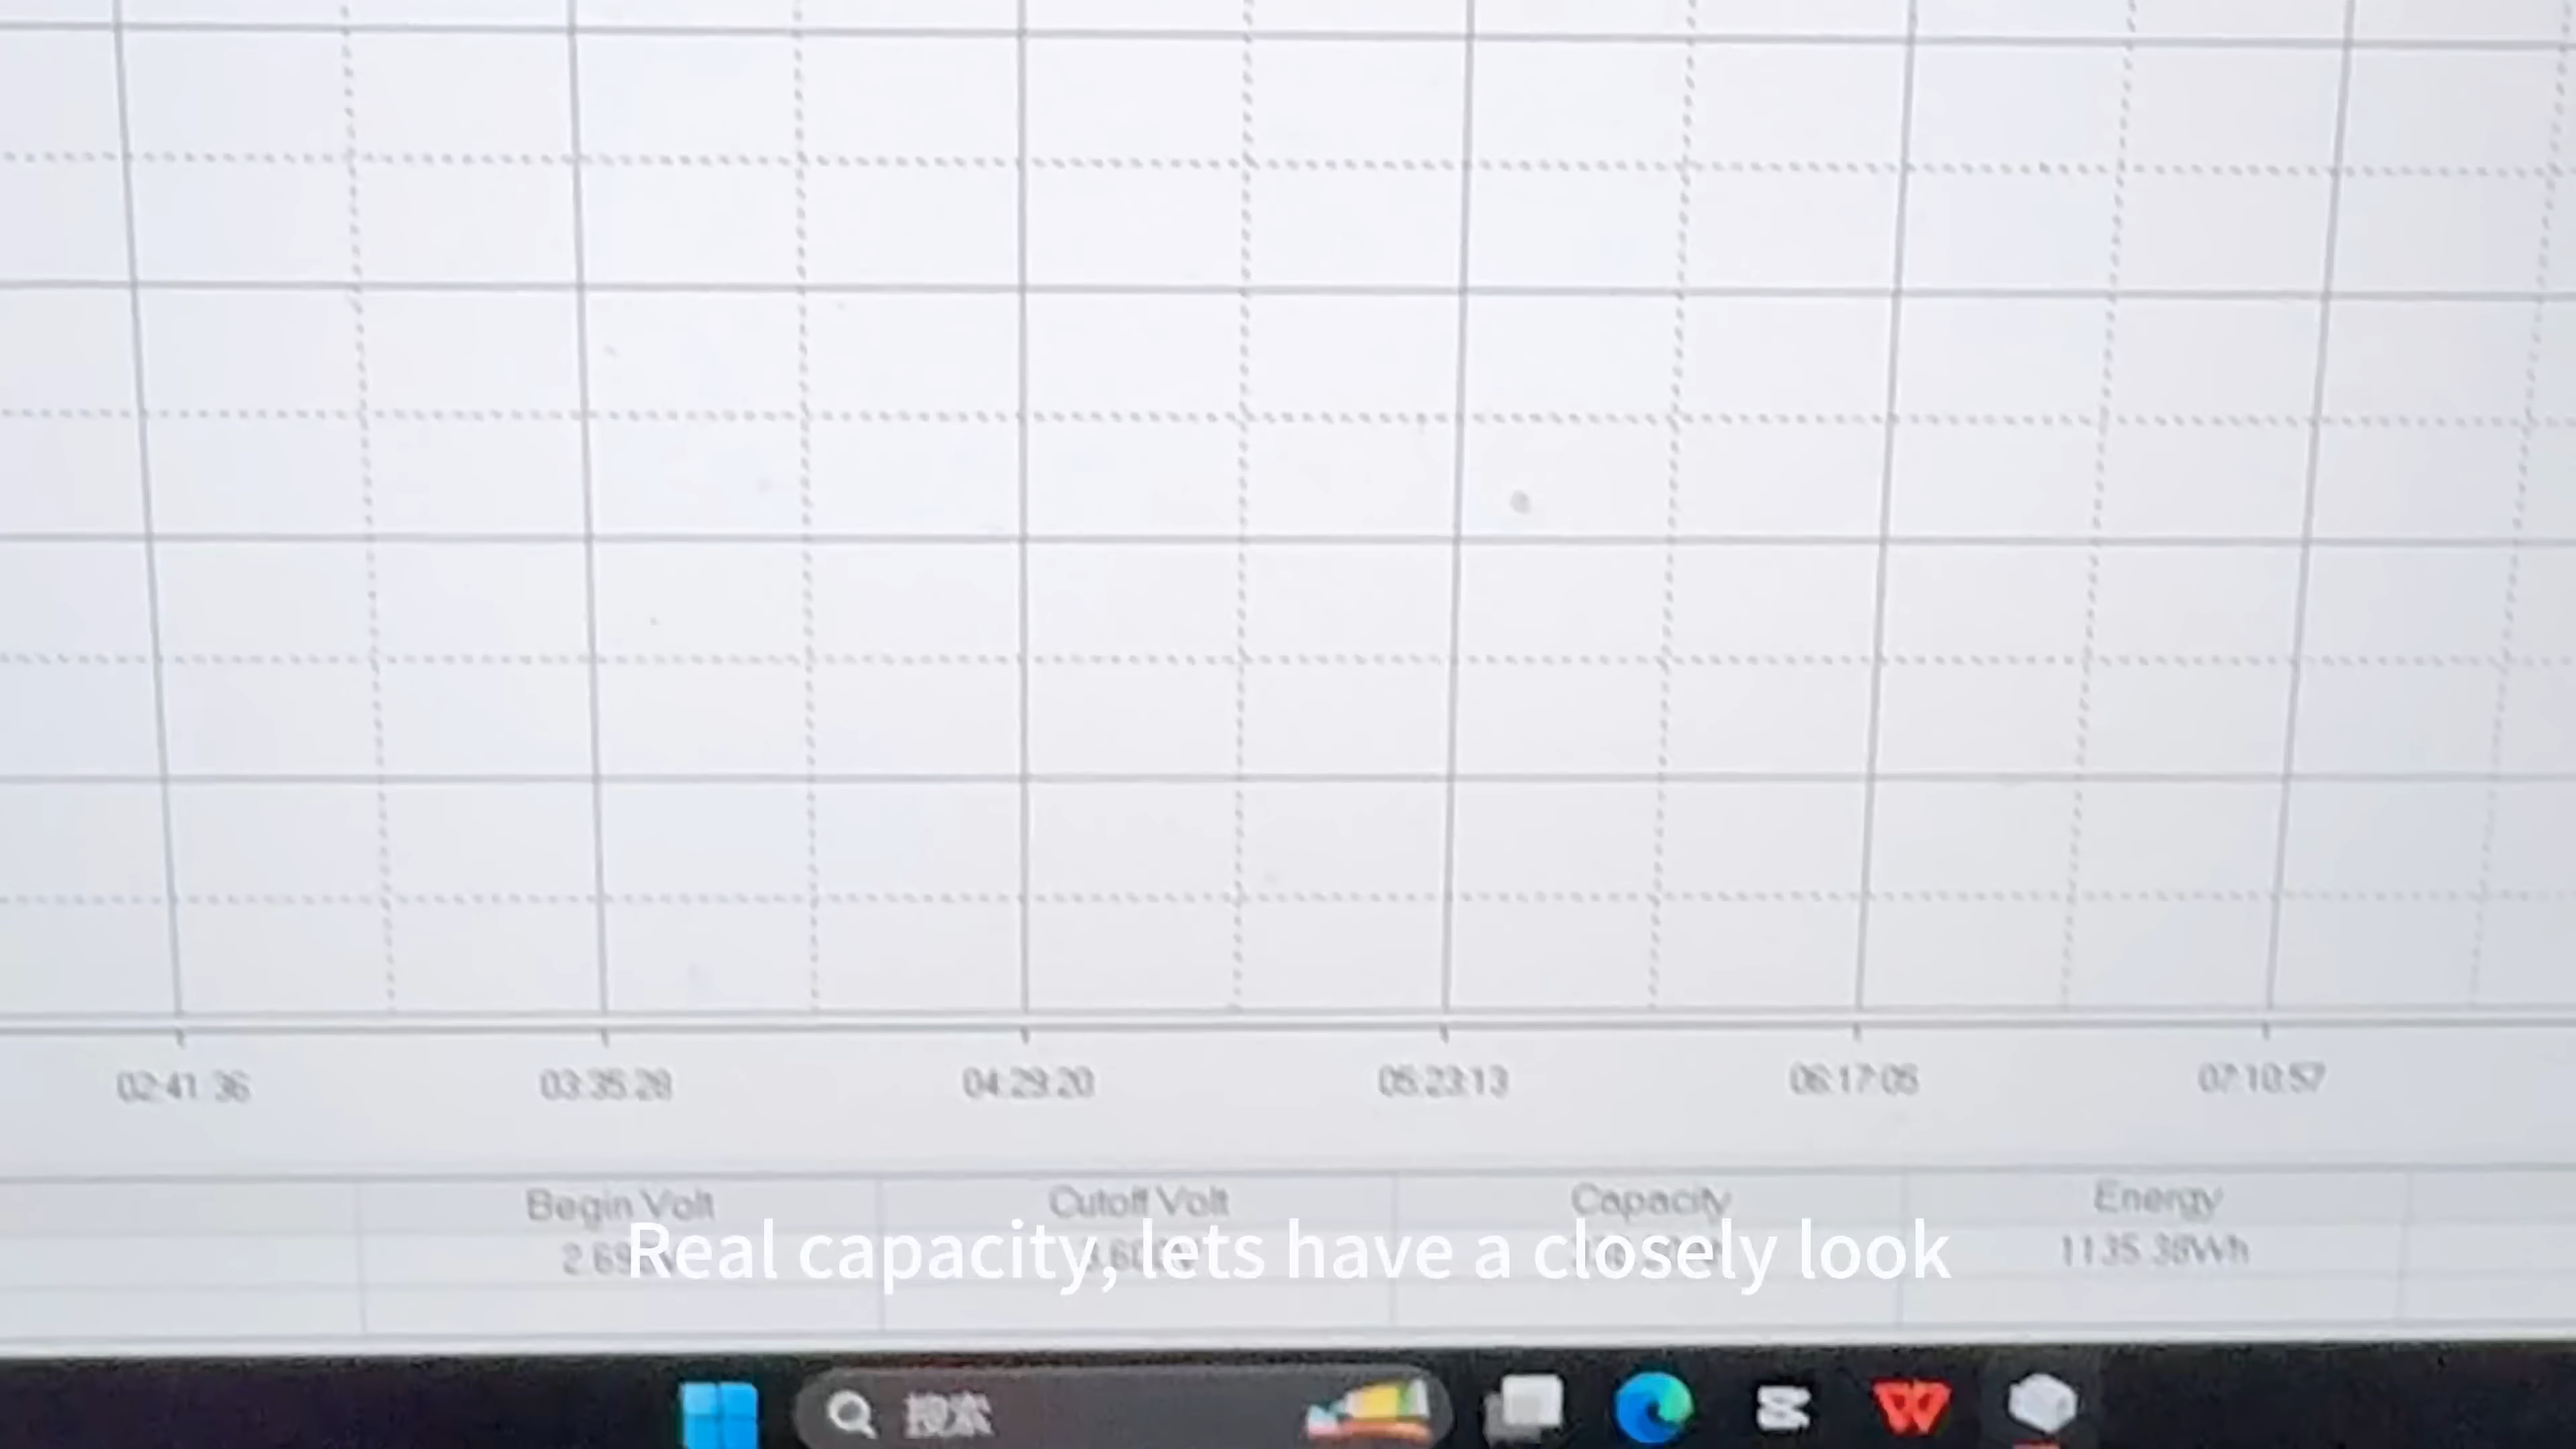 02:41:36 03:35:28 04:29:20 05:23:13 06:17:05 07:10:57
Begin Volt Cutoff Volt Capacity Energy
1135.38Wh
Real capacity, lets have a closely look
搜索